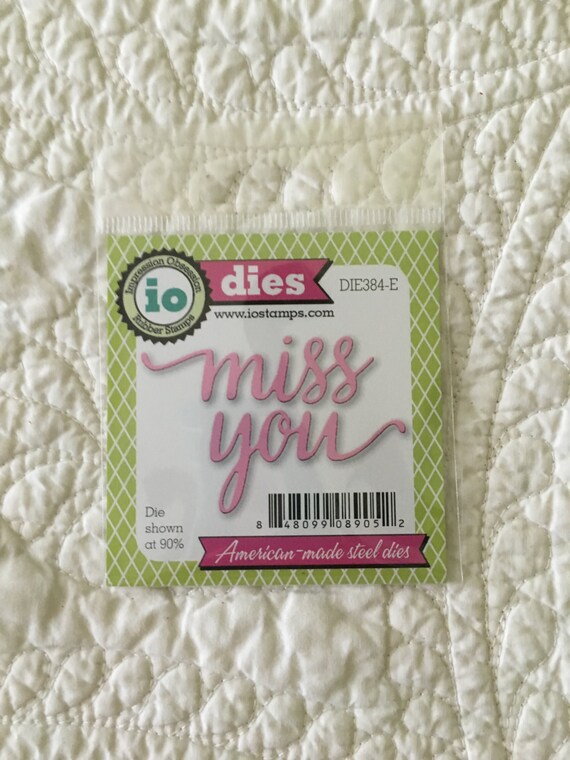 Impression Obsession
io
Rubber Stamps
dies
DIE384-E
www.iostamps.com
miss
you
Die
shown
at 90%
8 48099 08905 2
American-made steel dies